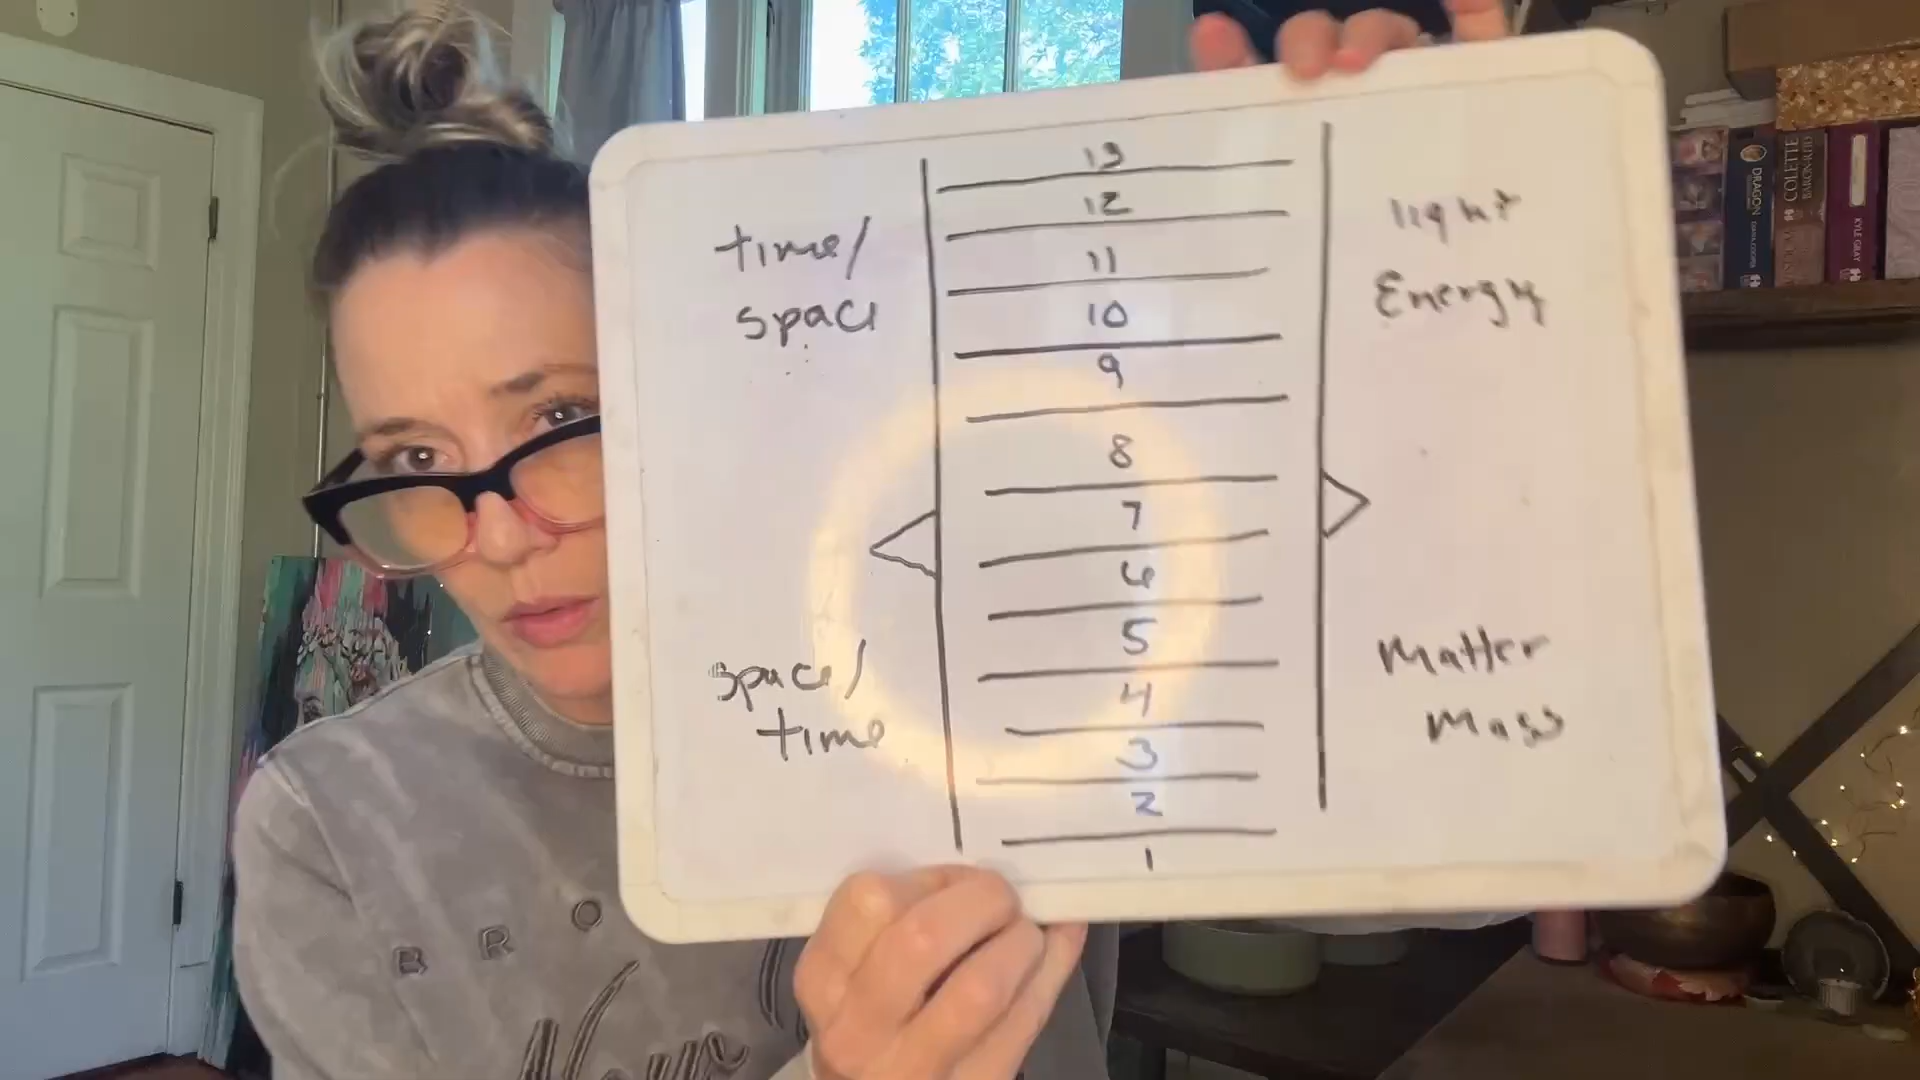 time/
space
space/
time
13
12
11
10
9
8
7
6
5
4
3
2
1
light
Energy
Matter
Mass
DRAGON
COLETTE
BARON-REID
KYLE GRAY
BRO